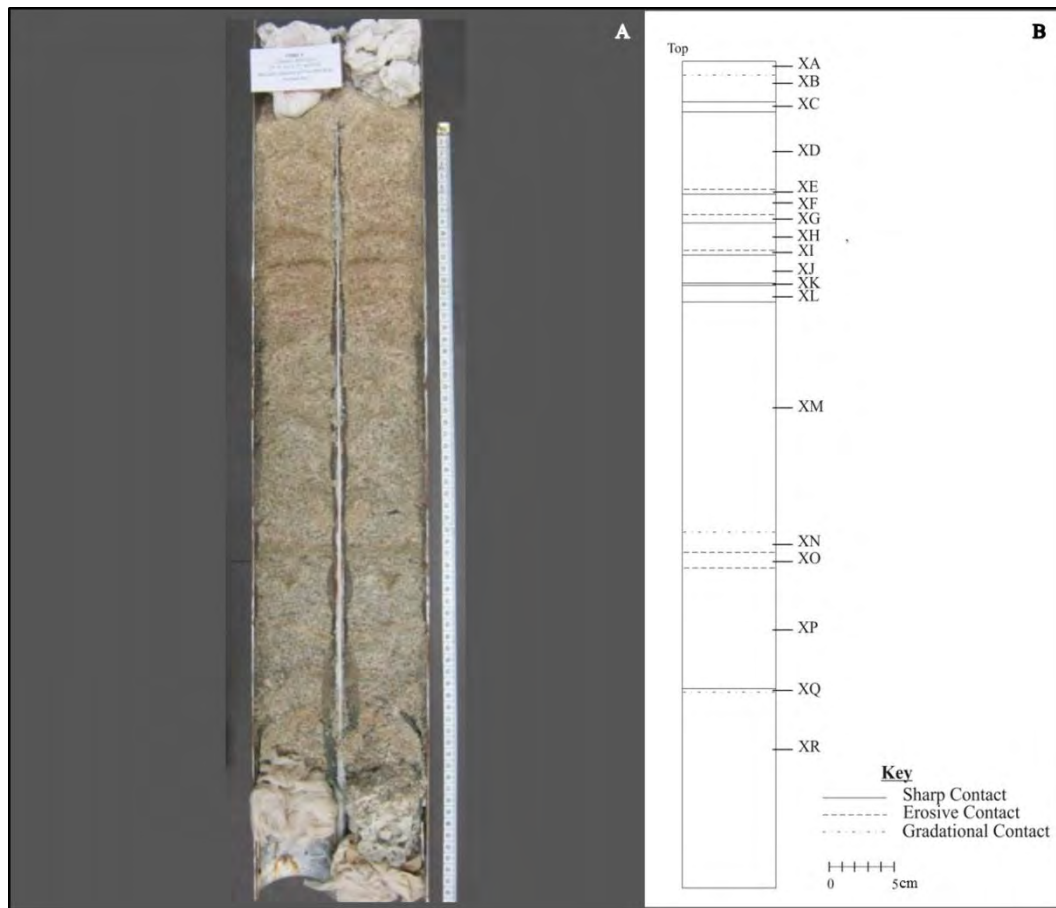 A
B
Top
XA
XB
XC
XD
XE
XF
XG
XH
XI
XJ
XK
XL
XM
XN
XO
XP
XQ
XR
Key
Sharp Contact
Erosive Contact
Gradational Contact
0 5cm